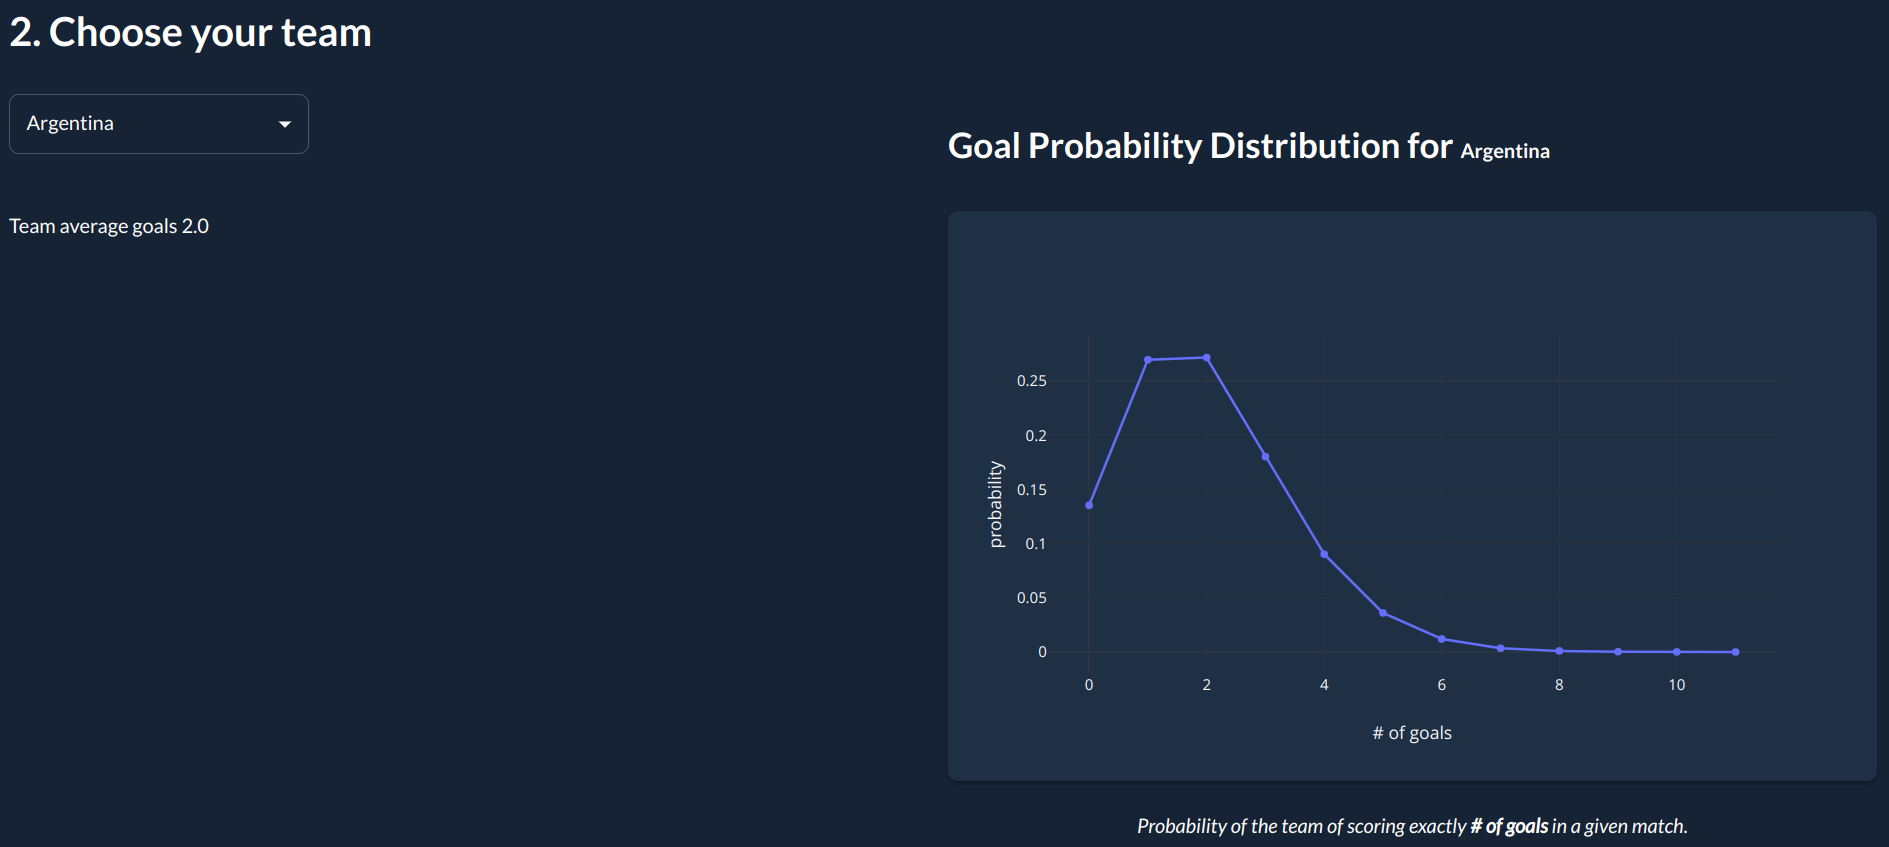 2. Choose your team
Argentina
Team average goals 2.0
Goal Probability Distribution for Argentina
0.25
0.2
0.15
0.1
0.05
0
probability
0 2 4 6 8 10
# of goals
Probability of the team of scoring exactly # of goals in a given match.